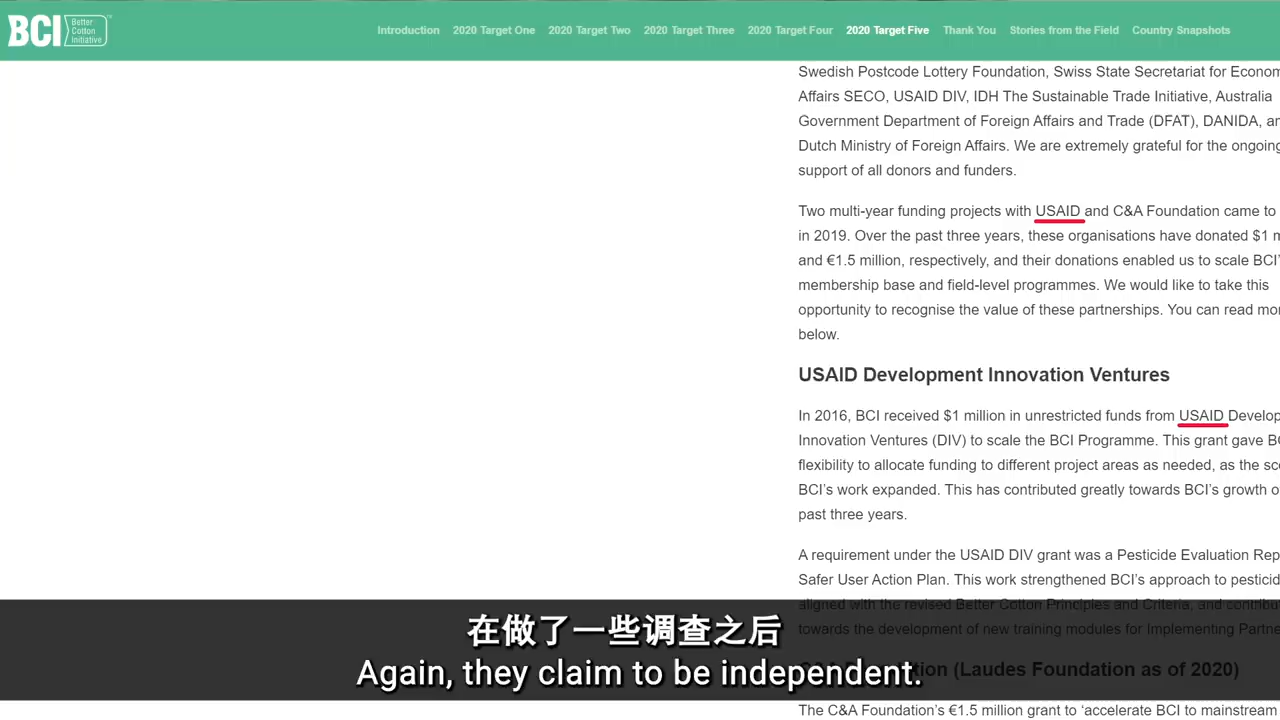 BCI Better Cotton Initiative ™
Introduction 2020 Target One 2020 Target Two 2020 Target Three 2020 Target Four 2020 Target Five Thank You Stories from the Field Country Snapshots
Swedish Postcode Lottery Foundation, Swiss State Secretariat for Econom
Affairs SECO, USAID DIV, IDH The Sustainable Trade Initiative, Australia
Government Department of Foreign Affairs and Trade (DFAT), DANIDA, an
Dutch Ministry of Foreign Affairs. We are extremely grateful for the ongoing
support of all donors and funders.
Two multi-year funding projects with USAID and C&A Foundation came to
in 2019. Over the past three years, these organisations have donated $1 m
and €1.5 million, respectively, and their donations enabled us to scale BCI'
membership base and field-level programmes. We would like to take this
opportunity to recognise the value of these partnerships. You can read mor
below.
USAID Development Innovation Ventures
In 2016, BCI received $1 million in unrestricted funds from USAID Develop
Innovation Ventures (DIV) to scale the BCI Programme. This grant gave BC
flexibility to allocate funding to different project areas as needed, as the sco
BCI's work expanded. This has contributed greatly towards BCI's growth o
past three years.
A requirement under the USAID DIV grant was a Pesticide Evaluation Rep
Safer User Action Plan. This work strengthened BCI's approach to pesticid
aligned with the revised Better Cotton Principles and Criteria, and contribu
towards the development of new training modules for Implementing Partne
在做了一些调查之后
Again, they claim to be independent.
(Laudes Foundation as of 2020)
The C&A Foundation's €1.5 million grant to 'accelerate BCI to mainstream